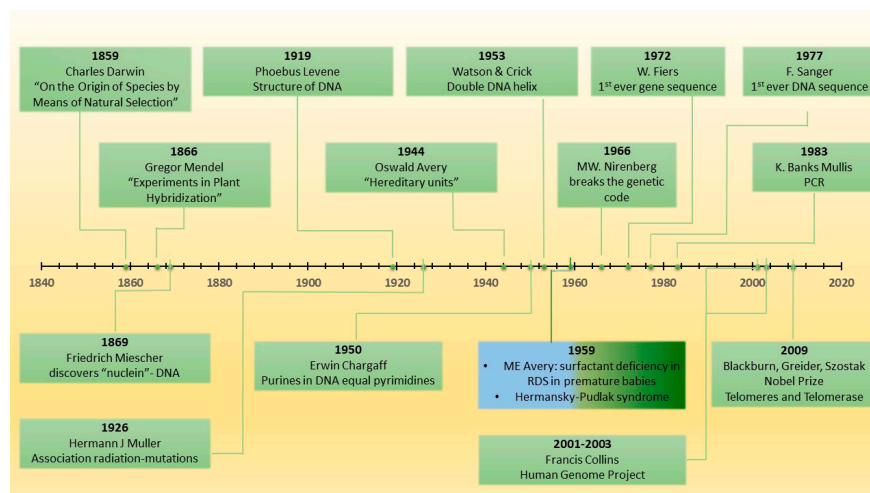 1859
Charles Darwin
“On the Origin of Species by
Means of Natural Selection”
1919
Phoebus Levene
Structure of DNA
1953
Watson & Crick
Double DNA helix
1972
W. Fiers
1st ever gene sequence
1977
F. Sanger
1st ever DNA sequence
1866
Gregor Mendel
“Experiments in Plant
Hybridization”
1944
Oswald Avery
“Hereditary units”
1966
MW. Nirenberg
breaks the genetic
code
1983
K. Banks Mullis
PCR
1840 1860 1880 1900 1920 1940 1960 1980 2000 2020
1869
Friedrich Miescher
discovers “nuclein”- DNA
1950
Erwin Chargaff
Purines in DNA equal pyrimidines
1959
• ME Avery: surfactant deficiency in
RDS in premature babies
• Hermansky-Pudlak syndrome
2009
Blackburn, Greider, Szostak
Nobel Prize
Telomeres and Telomerase
1926
Hermann J Muller
Association radiation-mutations
2001-2003
Francis Collins
Human Genome Project